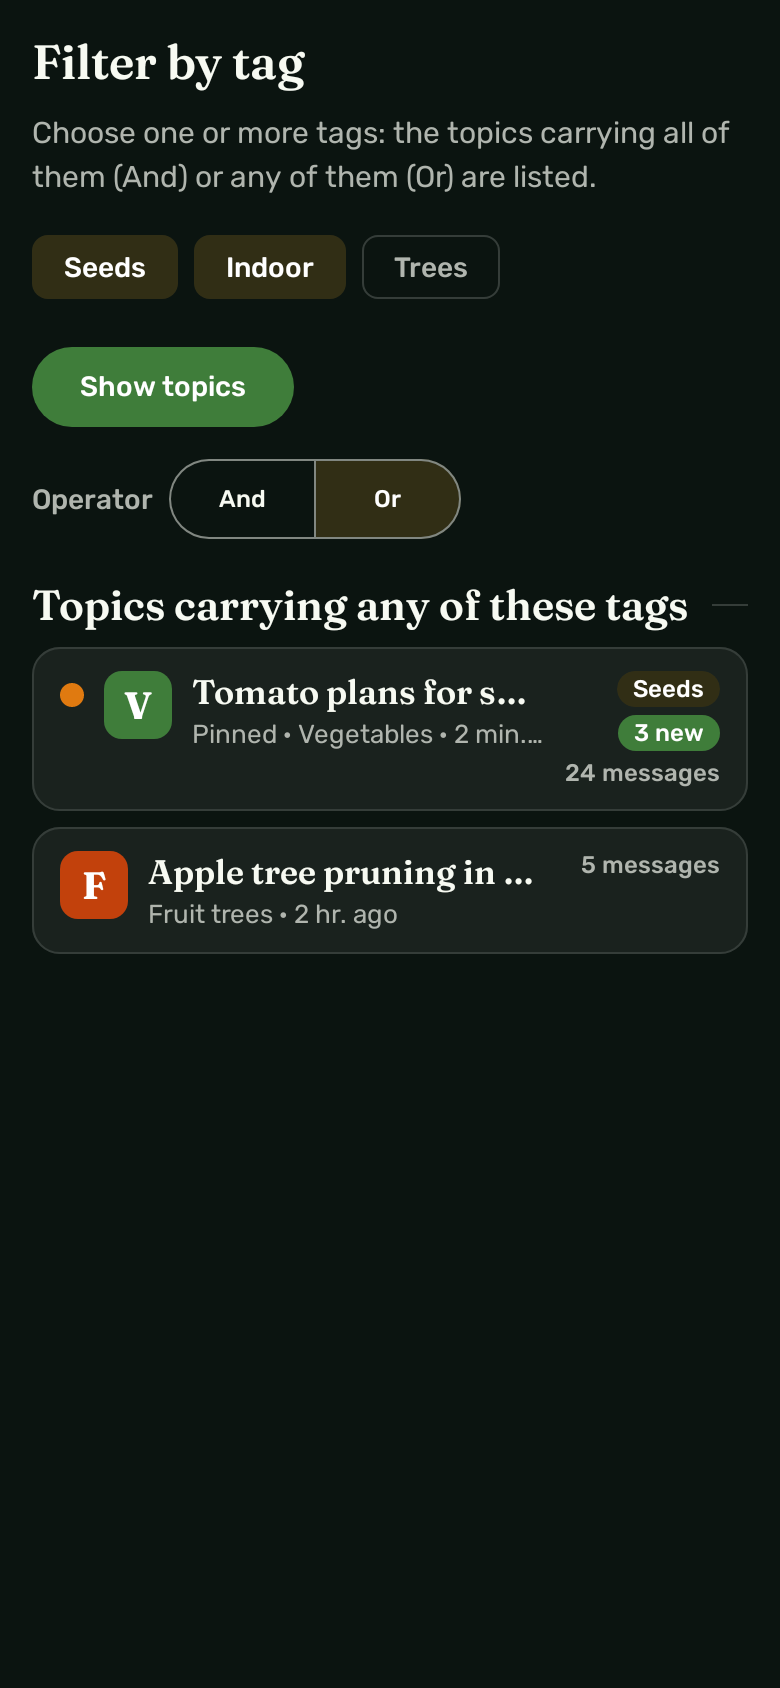 Filter by tag
Choose one or more tags: the topics carrying all of
them (And) or any of them (Or) are listed.
Seeds Indoor Trees
Show topics
Operator And Or
Topics carrying any of these tags
V Tomato plans for s... Seeds
Pinned • Vegetables • 2 min.... 3 new
24 messages
F Apple tree pruning in ... 5 messages
Fruit trees • 2 hr. ago